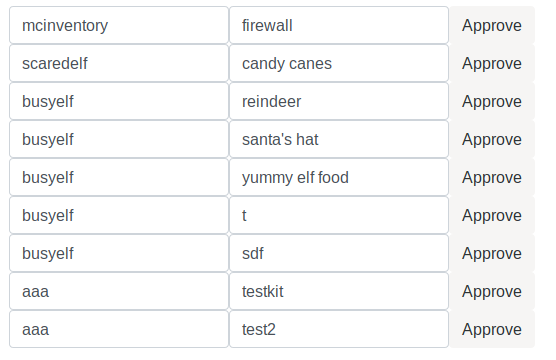 mcinventory firewall Approve
scaredelf candy canes Approve
busyelf reindeer Approve
busyelf santa's hat Approve
busyelf yummy elf food Approve
busyelf t Approve
busyelf sdf Approve
aaa testkit Approve
aaa test2 Approve